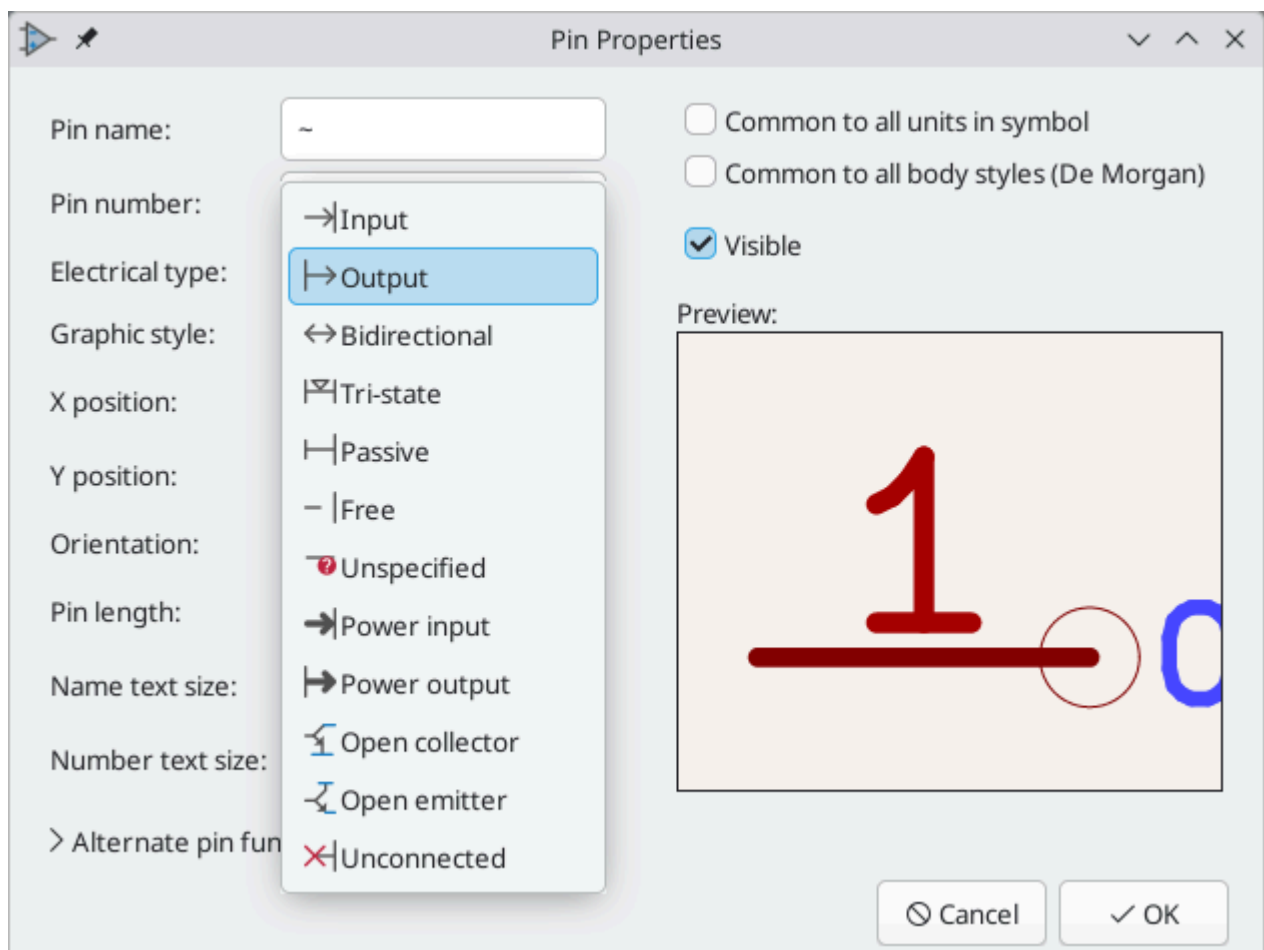 Pin Properties
Pin name:
~
Pin number:
Electrical type:
Graphic style:
X position:
Y position:
Orientation:
Pin length:
Name text size:
Number text size:
Alternate pin fun
Input
Output
Bidirectional
Tri-state
Passive
Free
Unspecified
Power input
Power output
Open collector
Open emitter
Unconnected
Common to all units in symbol
Common to all body styles (De Morgan)
Visible
Preview:
1
Cancel
OK